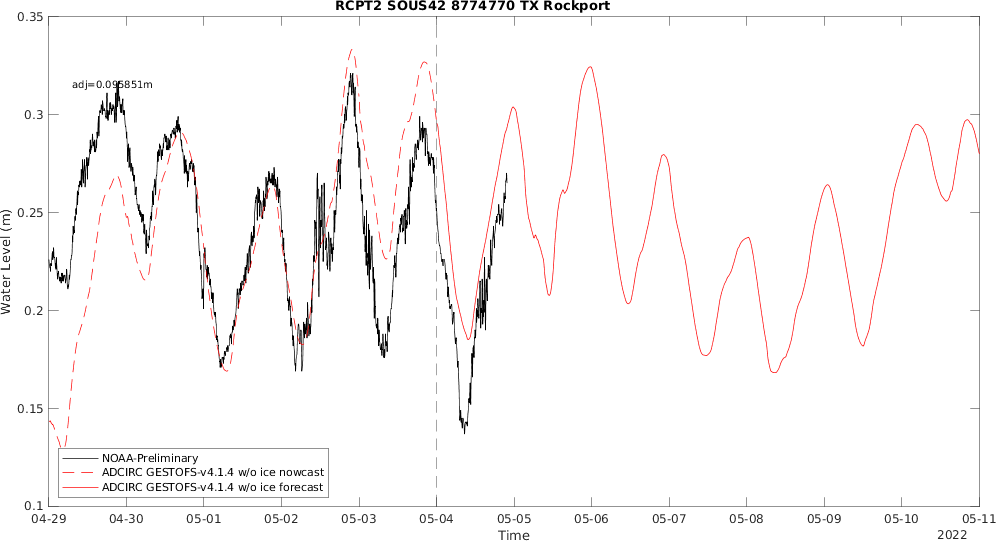 RCPT2 SOUS42 8774770 TX Rockport
0.35
adj=0.095851m
0.3
0.25
Water Level (m)
0.2
0.15
NOAA-Preliminary
ADCIRC GESTOFS-v4.1.4 w/o ice nowcast
ADCIRC GESTOFS-v4.1.4 w/o ice forecast
0.1
04-29 04-30 05-01 05-02 05-03 05-04 05-05 05-06 05-07 05-08 05-09 05-10 05-11
Time
2022